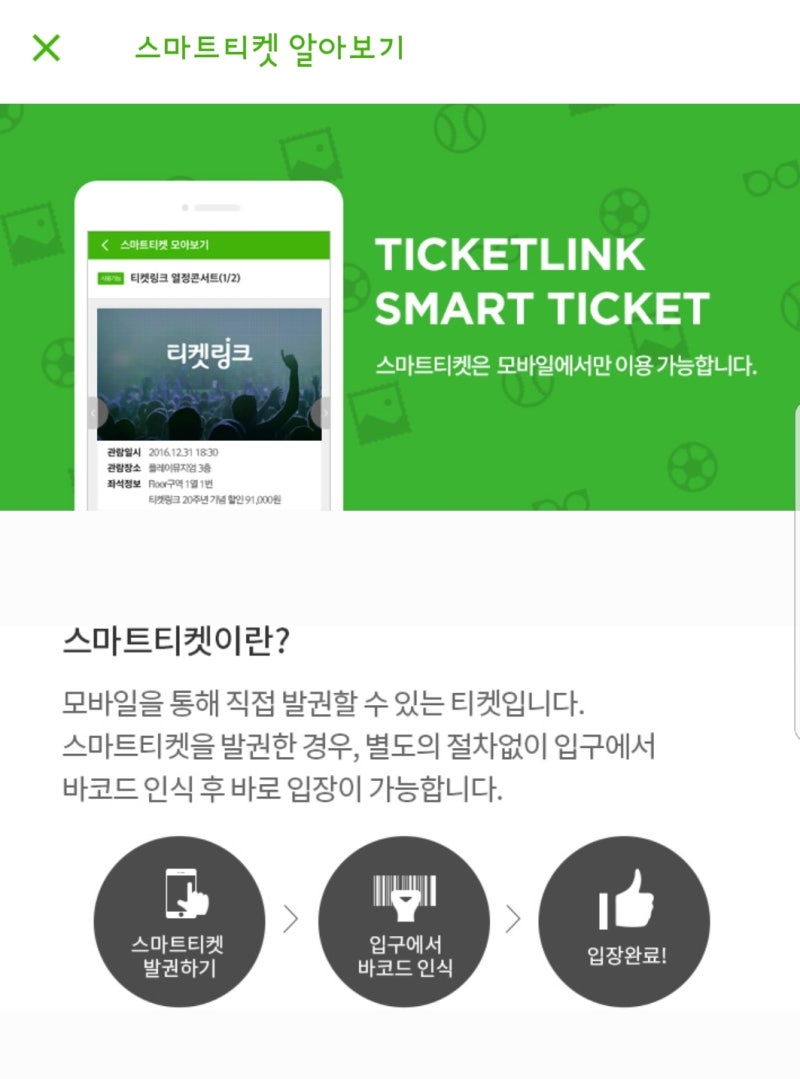 스마트티켓 알아보기
스마트티켓 모아보기
사용가능 티켓링크 열정콘서트(1/2)
티켓링크
관람일시 2016.12.31 18:30
관람장소 플레이뮤지엄 3층
좌석정보 Floor구역 1열 1번
티켓링크 20주년 기념 할인 91,000원
TICKETLINK
SMART TICKET
스마트티켓은 모바일에서만 이용 가능합니다.
스마트티켓이란?
모바일을 통해 직접 발권할 수 있는 티켓입니다.
스마트티켓을 발권한 경우, 별도의 절차없이 입구에서
바코드 인식 후 바로 입장이 가능합니다.
스마트티켓
발권하기
입구에서
바코드 인식
입장완료!